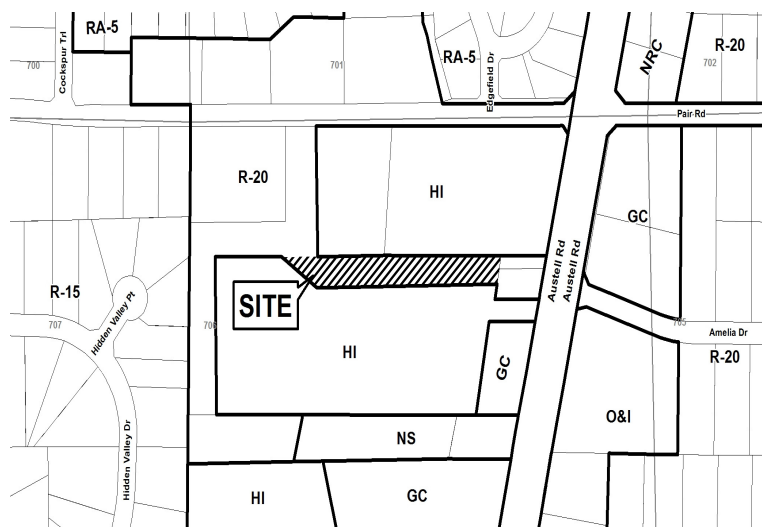 RA-5
Cockspur Trl
700
701
RA-5
Edgefield Dr
NRC
702
R-20
Pair Rd
R-20
HI
GC
Austell Rd
Austell Rd
R-15
Hidden Valley Pt
SITE
707
706
705
Amelia Dr
R-20
HI
GC
O&I
Hidden Valley Dr
NS
HI
GC